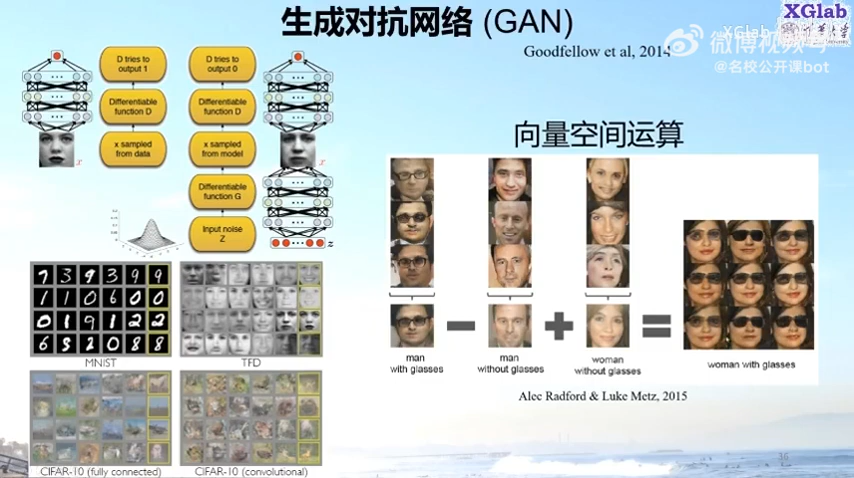 生成对抗网络 (GAN)
XGlab
XGlab
微博视频号
Goodfellow et al, 2014
@名校公开课bot
D tries to
output 1
D tries to
output 0
Differentiable
function D
Differentiable
function D
x sampled
from data
x sampled
from model
x
x
Differentiable
function G
Input noise
Z
z
MNIST
TFD
CIFAR-10 (fully connected)
CIFAR-10 (convolutional)
向量空间运算
man
with glasses
man
without glasses
woman
without glasses
woman with glasses
Alec Radford & Luke Metz, 2015
36